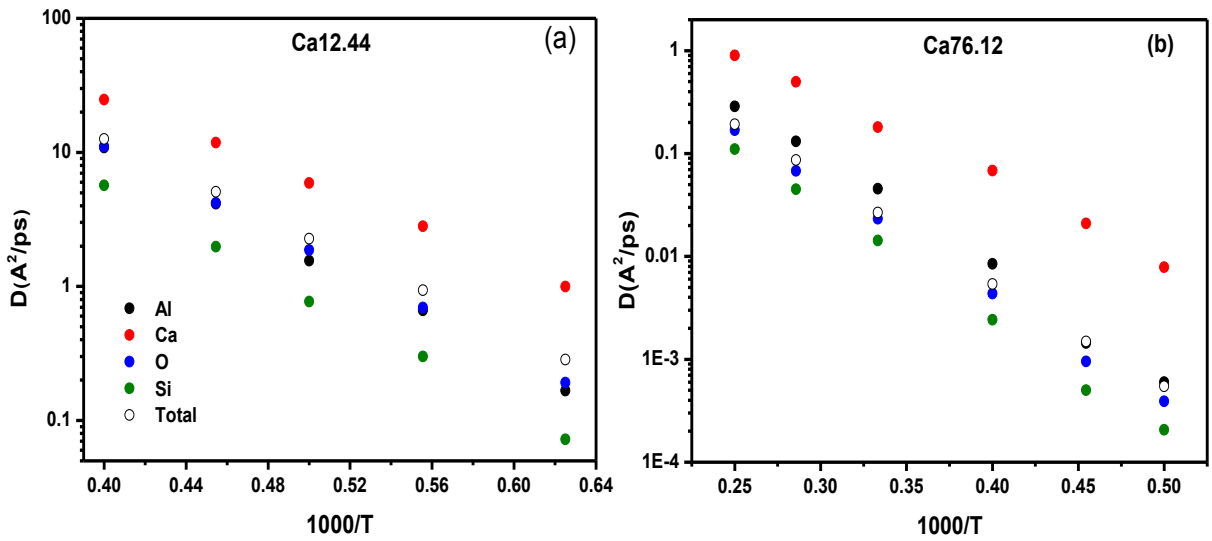 Ca12.44
(a)
100
10
1
0.1
D(A²/ps)
Al
Ca
O
Si
Total
0.40 0.44 0.48 0.52 0.56 0.60 0.64
1000/T
Ca76.12
(b)
1
0.1
0.01
1E-3
1E-4
D(A²/ps)
0.25 0.30 0.35 0.40 0.45 0.50
1000/T